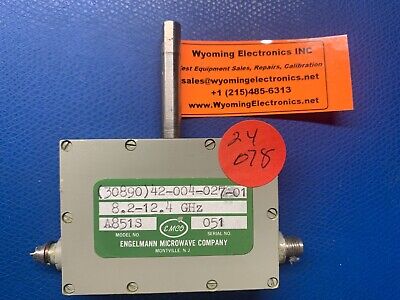 Wyoming Electronics INC
Test Equipment Sales, Repairs, Calibration
sales@wyomingelectronics.net
+1 (215)485-6313
www.WyomingElectronics.net
24
078
(30890)42-004-027-01
8.2-12.4 GHz
A851S 051
MODEL NO. EMCO SERIAL NO.
ENGELMANN MICROWAVE COMPANY
MONTVILLE N.J.